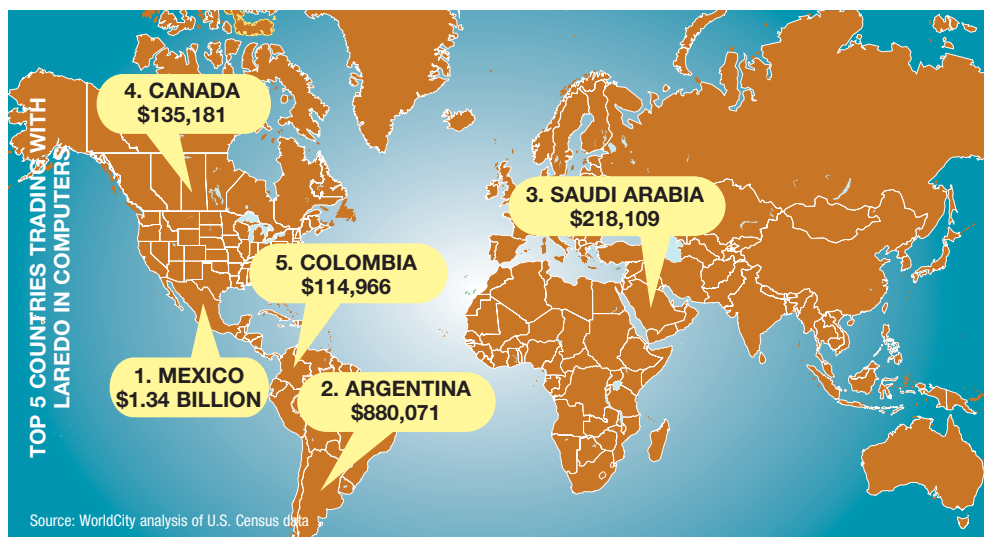 TOP 5 COUNTRIES TRADING WITH
LAREDO IN COMPUTERS
4. CANADA
$135,181
3. SAUDI ARABIA
$218,109
5. COLOMBIA
$114,966
1. MEXICO
$1.34 BILLION
2. ARGENTINA
$880,071
Source: WorldCity analysis of U.S. Census data